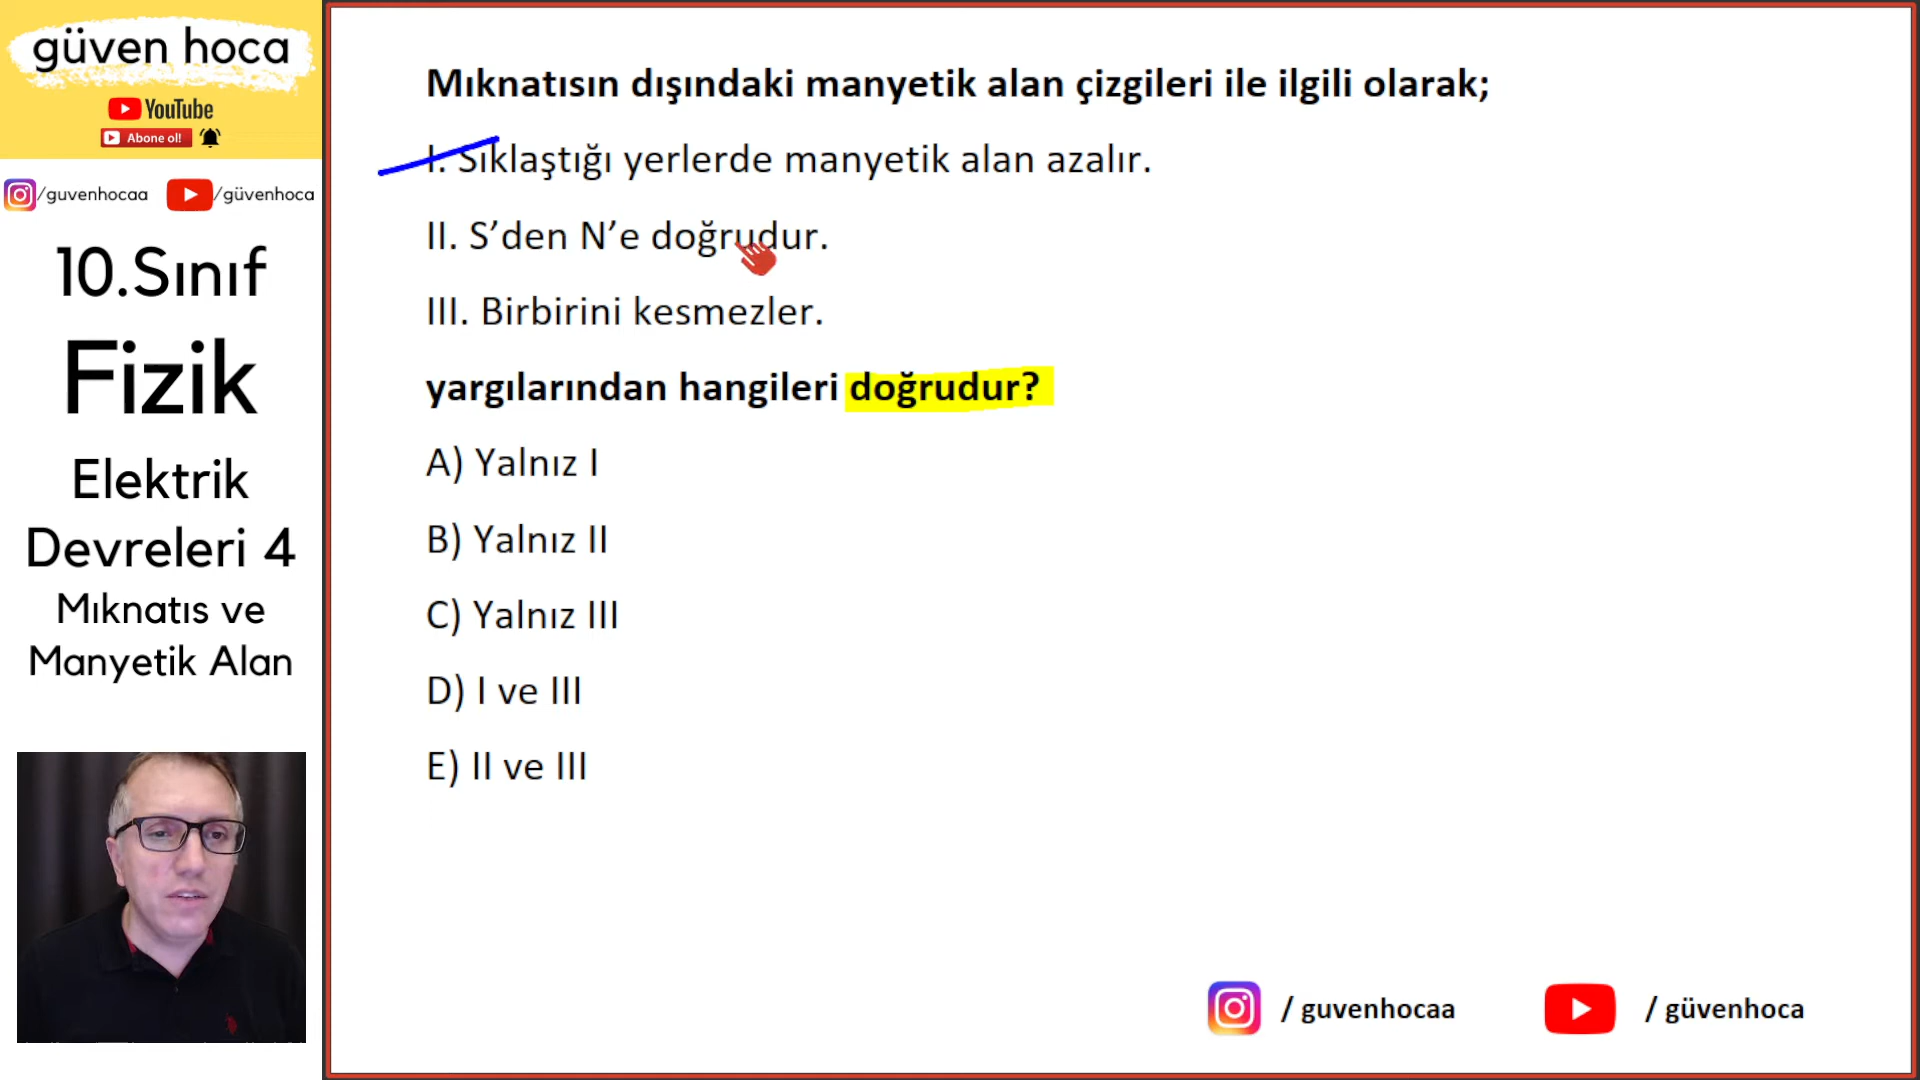 güven hoca
YouTube
Abone ol!
/guvenhocaa /güvenhoca
10.Sınıf
Fizik
Elektrik
Devreleri 4
Mıknatıs ve
Manyetik Alan
Mıknatısın dışındaki manyetik alan çizgileri ile ilgili olarak;
I. Sıklaştığı yerlerde manyetik alan azalır.
II. S’den N’e doğrudur.
III. Birbirini kesmezler.
yargılarından hangileri doğrudur?
A) Yalnız I
B) Yalnız II
C) Yalnız III
D) I ve III
E) II ve III
/ guvenhocaa / güvenhoca